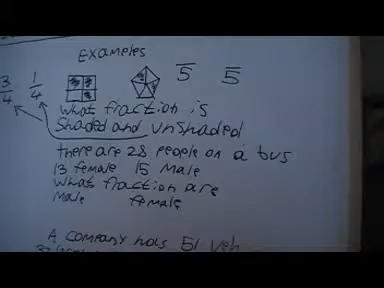 Examples
3/4 1/4 5 5
What fraction is
Shaded and unshaded
there are 28 people on a bus
13 female 15 Male
What fraction are
Male female
A company has 51 veh